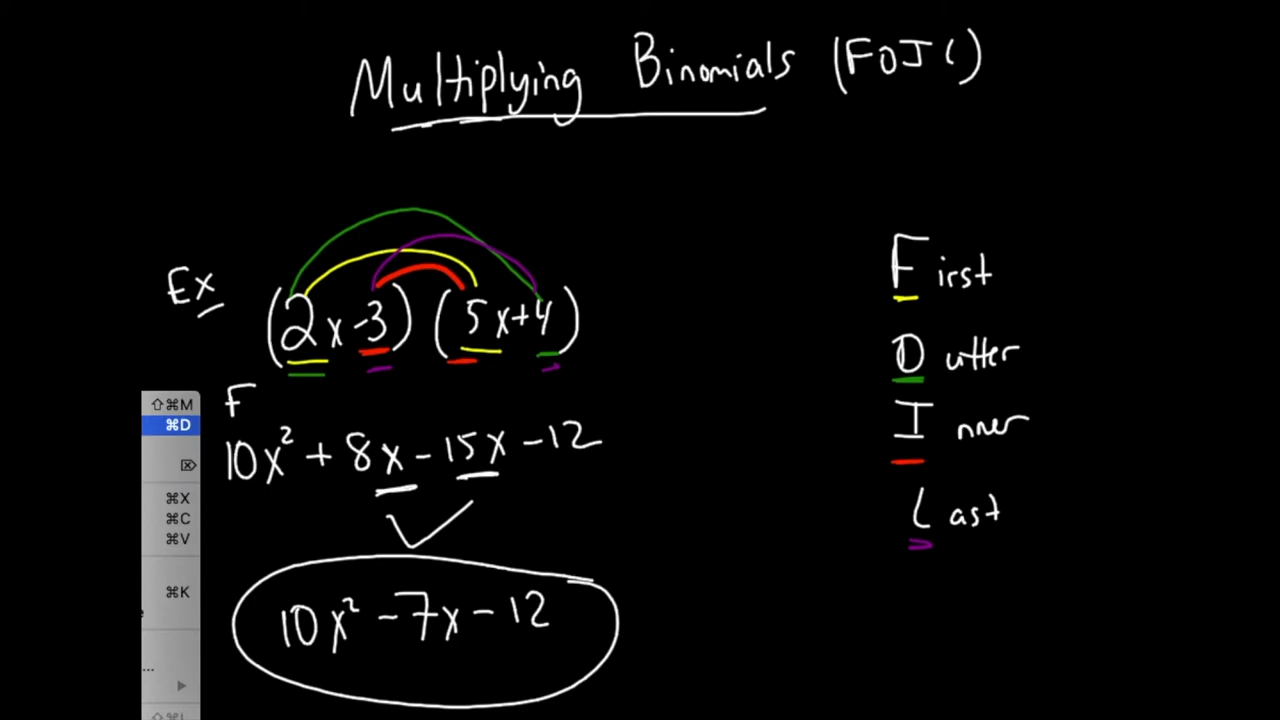 Multiplying Binomials (FOIL)
Ex (2x-3) (5x+4)
F
10x² + 8x - 15x - 12
10x² - 7x - 12
First
Outter
Inner
Last
⇧⌘M
⌘D
⌦
⌘X
⌘C
⌘V
⌘K
...